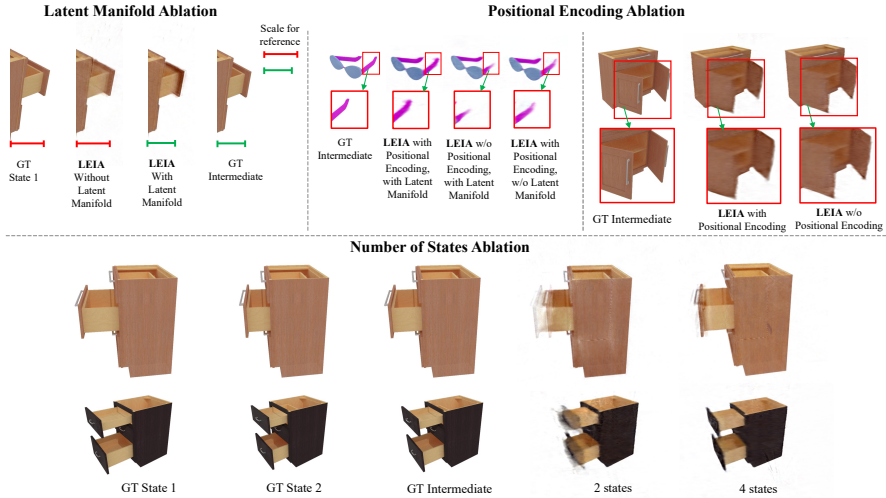 Latent Manifold Ablation
Scale for
reference
GT
State 1
LEIA
Without
Latent
Manifold
LEIA
With
Latent
Manifold
GT
Intermediate
Positional Encoding Ablation
GT
Intermediate
LEIA with
Positional
Encoding,
with Latent
Manifold
LEIA w/o
Positional
Encoding,
with Latent
Manifold
LEIA with
Positional
Encoding,
w/o Latent
Manifold
GT Intermediate
LEIA with
Positional Encoding
LEIA w/o
Positional Encoding
Number of States Ablation
GT State 1
GT State 2
GT Intermediate
2 states
4 states